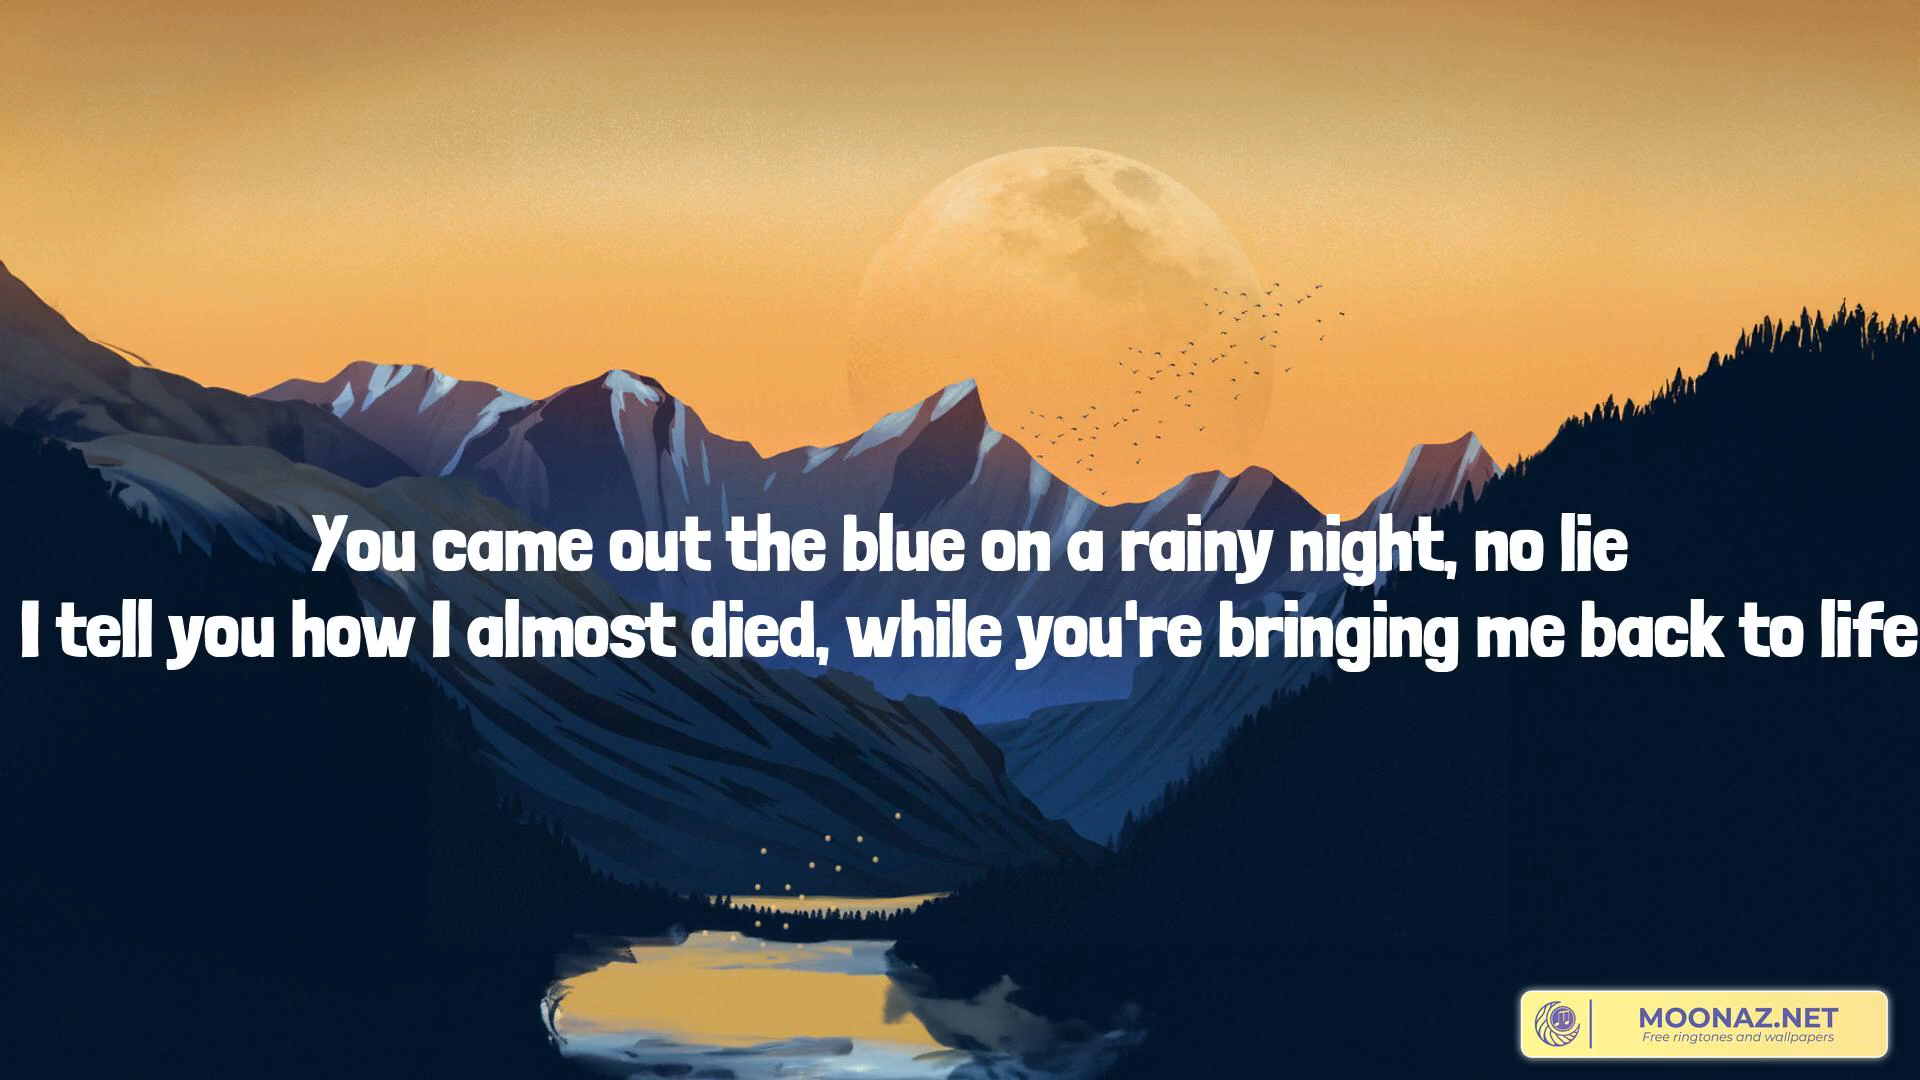 You came out the blue on a rainy night, no lie
I tell you how I almost died, while you're bringing me back to life
MOONAZ.NET
Free ringtones and wallpapers